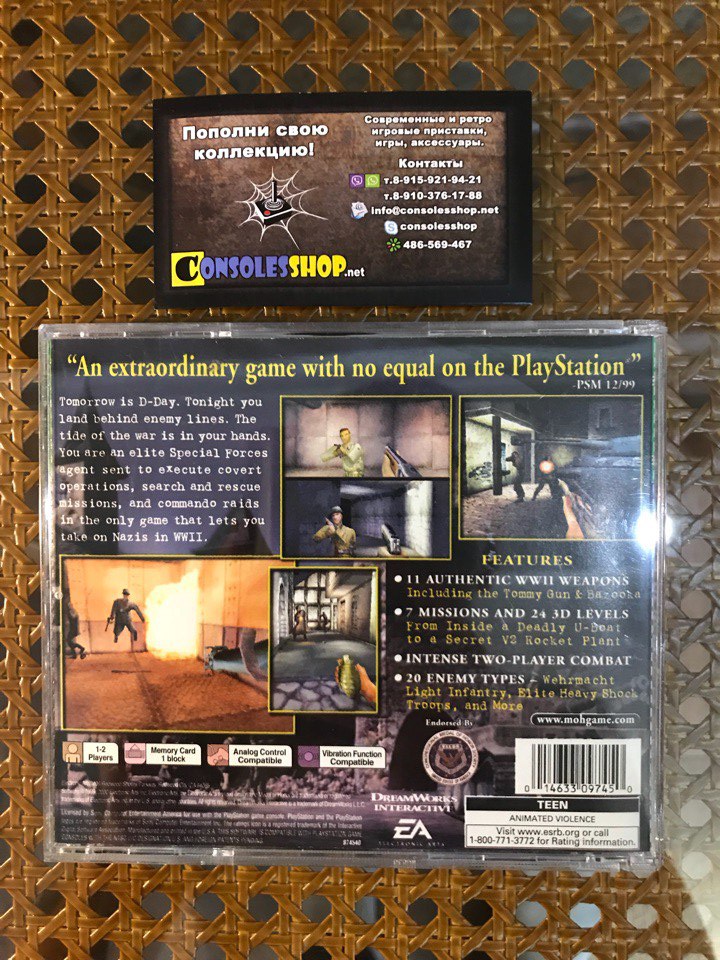 Пополни свою
коллекцию!
Современные и ретро
игровые приставки,
игры, аксессуары.
Контакты
т.8-915-921-94-21
т.8-910-376-17-88
info@consolesshop.net
consolesshop
486-569-467
CONSOLESSHOP.net
“An extraordinary game with no equal on the PlayStation®”
-PSM 12/99
Tomorrow is D-Day. Tonight you
land behind enemy lines. The
tide of the war is in your hands.
You are an elite Special Forces
agent sent to eXecute covert
operations, search and rescue
missions, and commando raids
in the only game that lets you
take on Nazis in WWII.
FEATURES
• 11 AUTHENTIC WWII WEAPONS
Including the Tommy Gun & Bazooka
• 7 MISSIONS AND 24 3D LEVELS
From Inside a Deadly U-Boat
to a Secret V2 Rocket Plant
• INTENSE TWO-PLAYER COMBAT
• 20 ENEMY TYPES – Wehrmacht
Light Infantry, Elite Heavy Shock
Troops, and More
Endorsed By
www.mohgame.com
1-2
Players
Memory Card
1 block
Analog Control
Compatible
Vibration Function
Compatible
DREAMWORKS
INTERACTIVE
EA
ELECTRONIC ARTS
874540
0 14633 09745 0
TEEN
ANIMATED VIOLENCE
Visit www.esrb.org or call
1-800-771-3772 for Rating information.